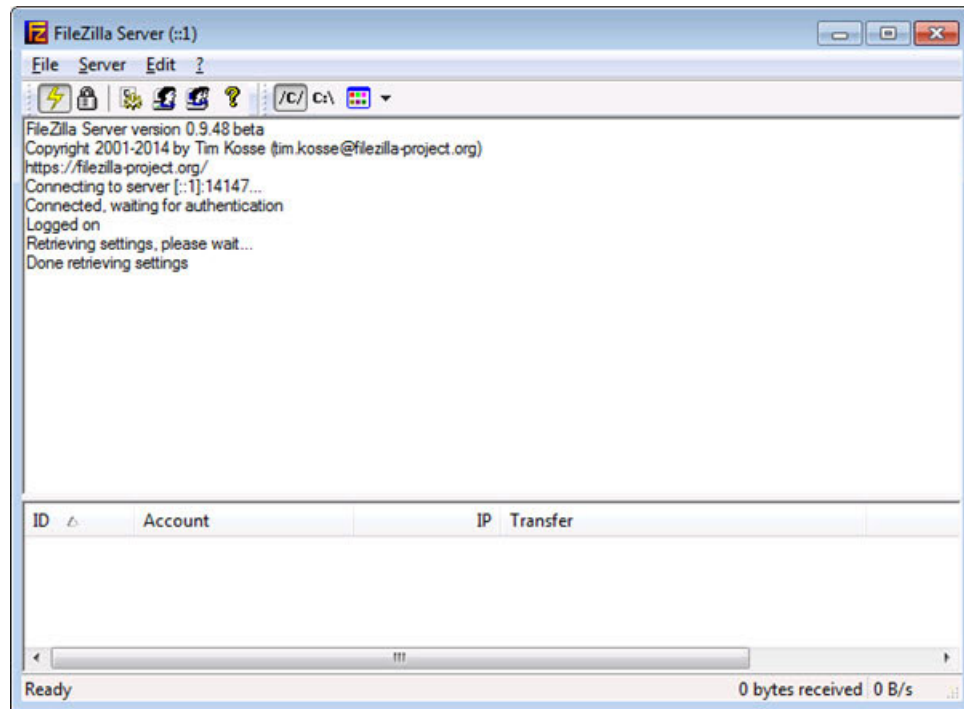 FileZilla Server (::1)
File Server Edit ?
/C/ C:\
FileZilla Server version 0.9.48 beta
Copyright 2001-2014 by Tim Kosse (tim.kosse@filezilla-project.org)
https://filezilla-project.org/
Connecting to server [::1]:14147...
Connected, waiting for authentication
Logged on
Retrieving settings, please wait...
Done retrieving settings
ID Account IP Transfer
Ready 0 bytes received 0 B/s